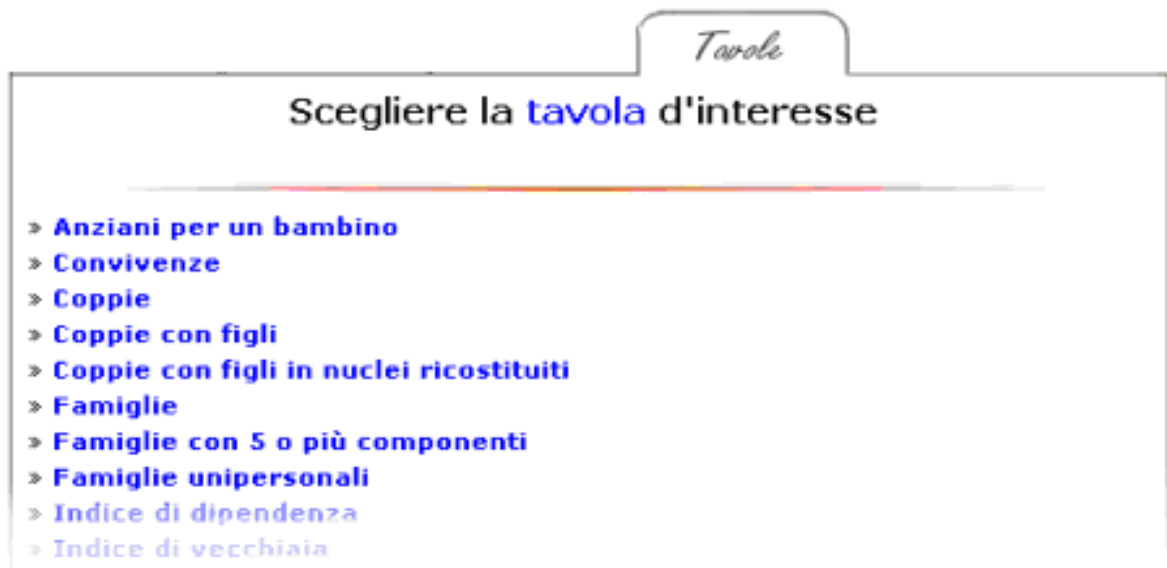 Tavole
Scegliere la tavola d'interesse
» Anziani per un bambino
» Convivenze
» Coppie
» Coppie con figli
» Coppie con figli in nuclei ricostituiti
» Famiglie
» Famiglie con 5 o più componenti
» Famiglie unipersonali
» Indice di dipendenza
» Indice di vecchiaia